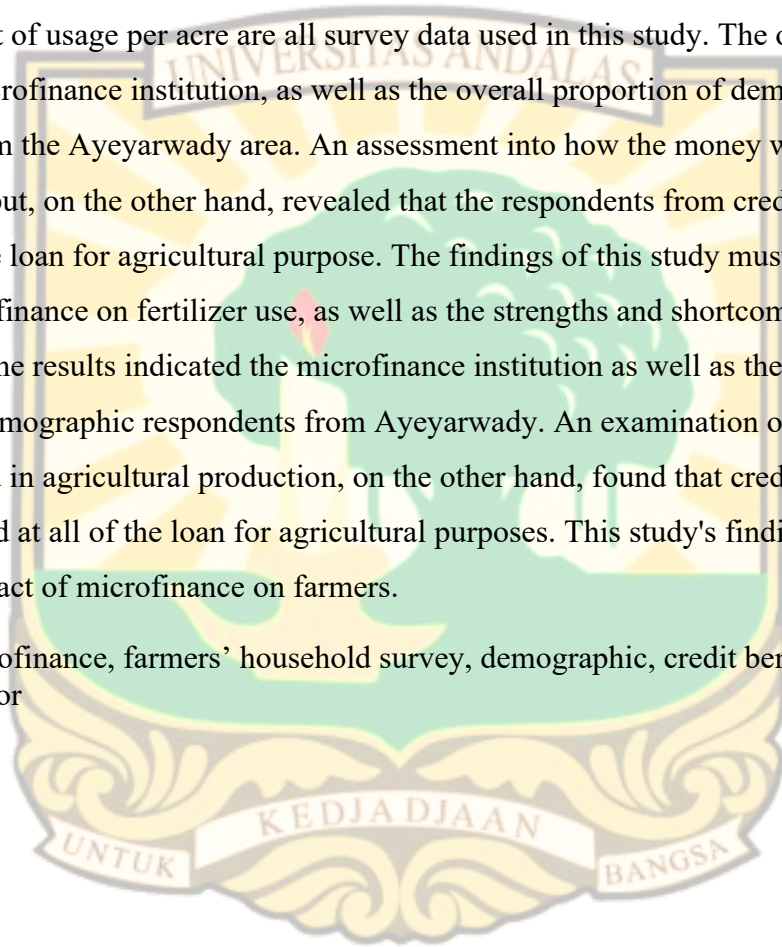 t of usage per acre are all survey data used in this study. The o
UNIVERSITAS ANDALAS
rofinance institution, as well as the overall proportion of dem
m the Ayeyarwady area. An assessment into how the money w
out, on the other hand, revealed that the respondents from cred
e loan for agricultural purpose. The findings of this study must
finance on fertilizer use, as well as the strengths and shortcom
he results indicated the microfinance institution as well as the
mographic respondents from Ayeyarwady. An examination o
in agricultural production, on the other hand, found that cred
d at all of the loan for agricultural purposes. This study's findi
act of microfinance on farmers.
ofinance, farmers’ household survey, demographic, credit ben
or
KEDJADJAAN
UNTUK
BANGSA